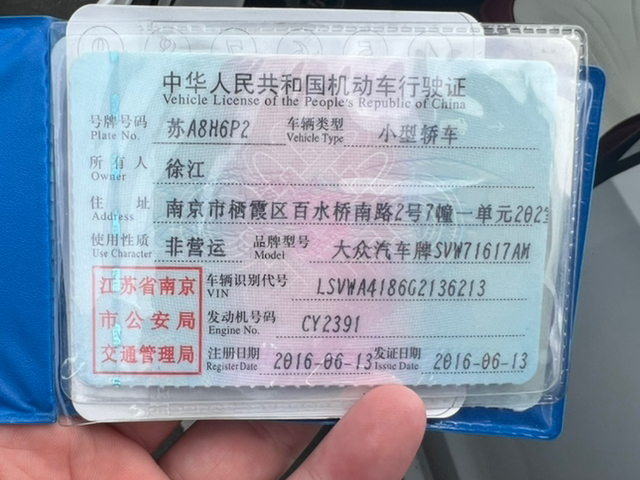 中华人民共和国机动车行驶证
Vehicle License of the People's Republic of China
号牌号码 苏A8H6P2 车辆类型 小型轿车
Plate No. Vehicle Type
所有人 徐江
Owner
住址 南京市栖霞区百水桥南路2号7幢一单元202室
Address
使用性质 非营运 品牌型号 大众汽车牌SVW71617AM
Use Character Model
江苏省南京 车辆识别代号 LSVWA4186G2136213
VIN
市公安局 发动机号码 CY2391
Engine No.
交通管理局 注册日期 2016-06-13 发证日期 2016-06-13
Register Date Issue Date